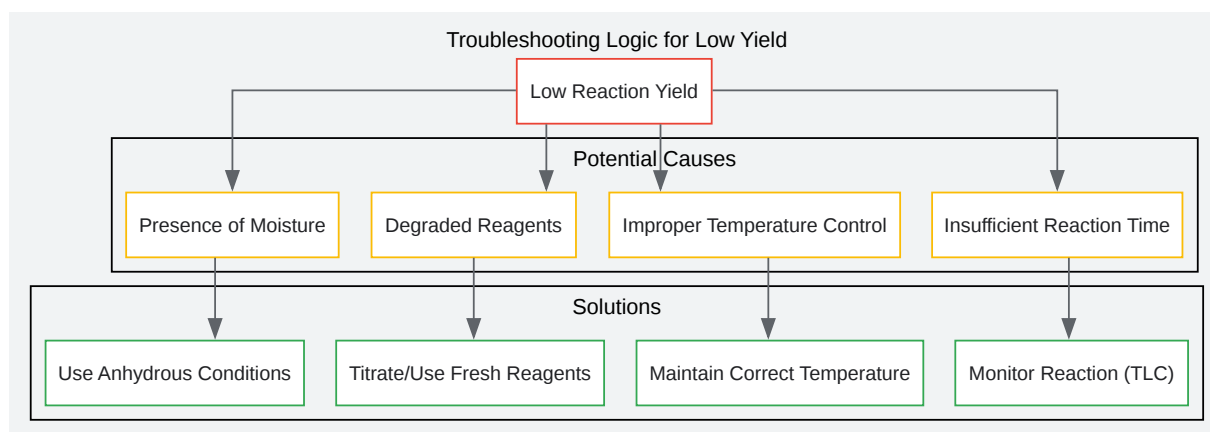 Troubleshooting Logic for Low Yield
Low Reaction Yield
Potential Causes
Presence of Moisture
Degraded Reagents
Improper Temperature Control
Insufficient Reaction Time
Solutions
Use Anhydrous Conditions
Titrate/Use Fresh Reagents
Maintain Correct Temperature
Monitor Reaction (TLC)